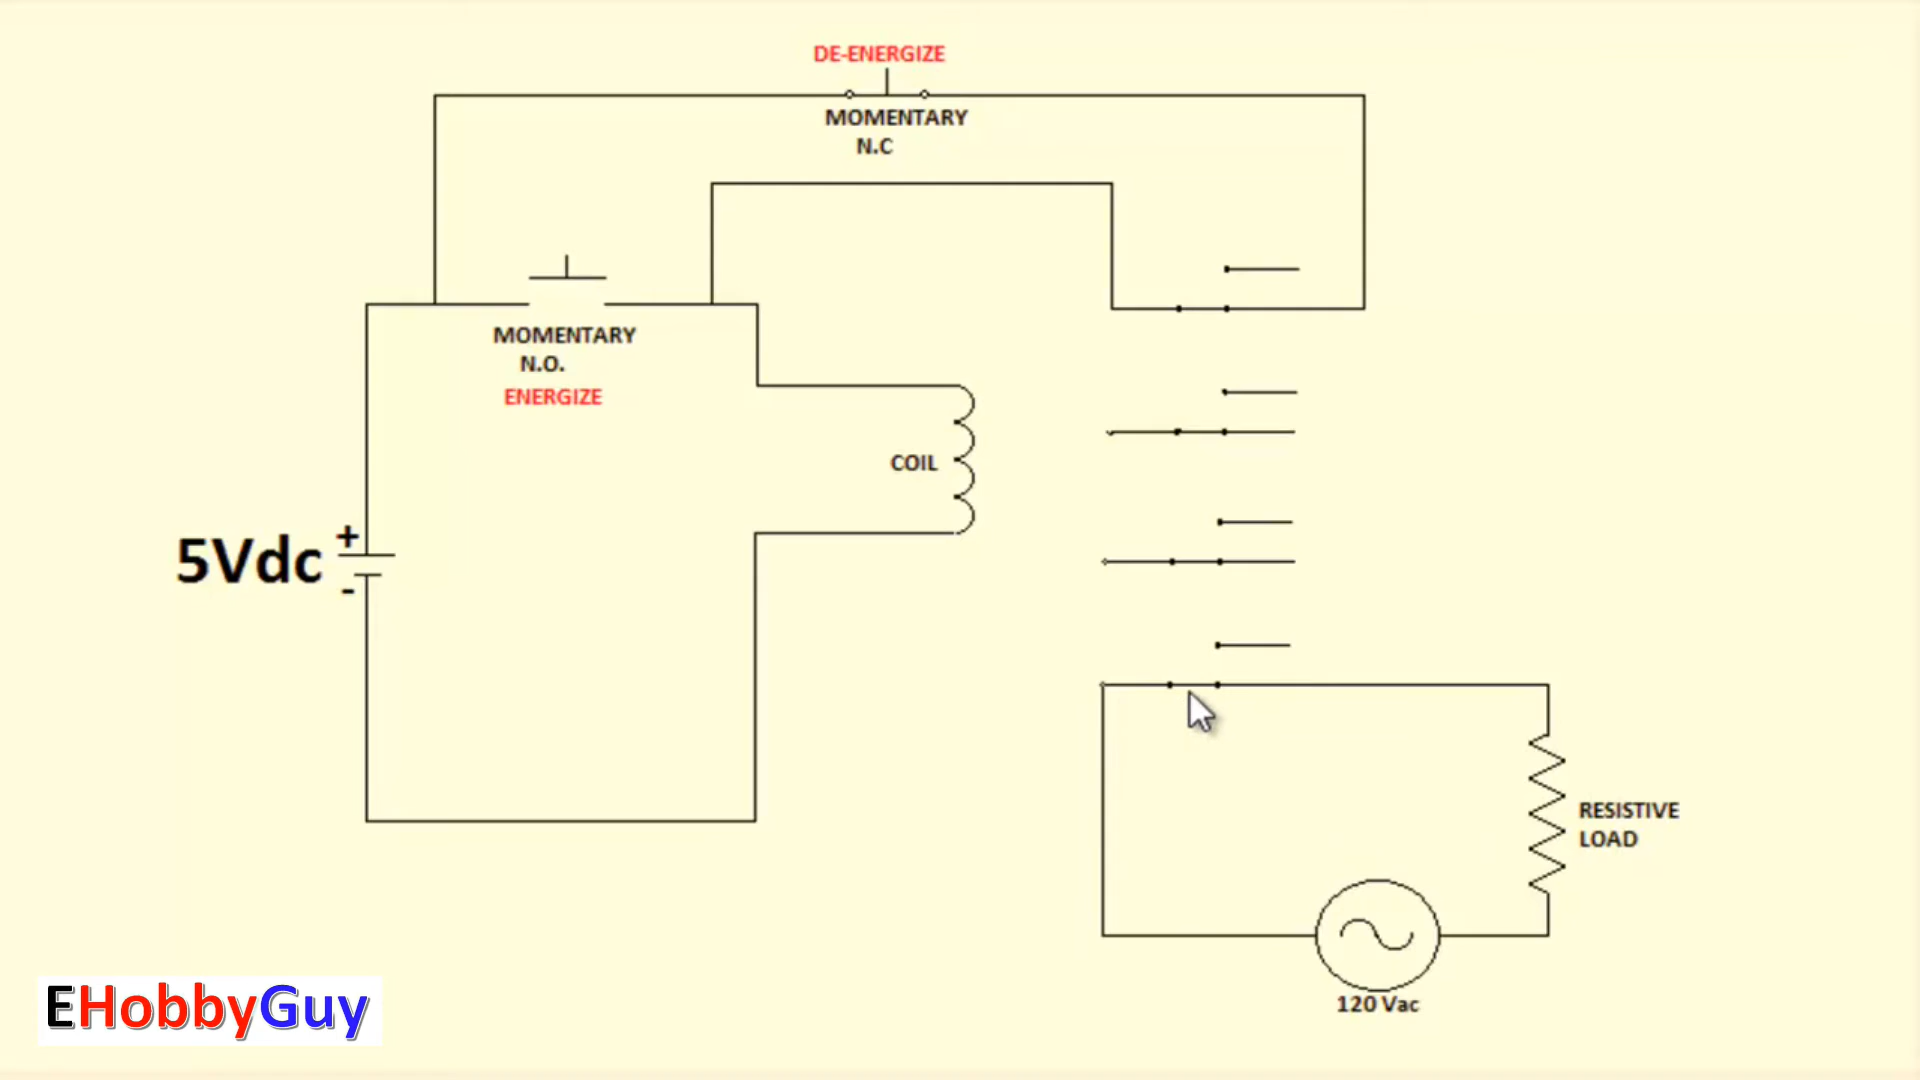 DE-ENERGIZE
MOMENTARY
N.C
MOMENTARY
N.O.
ENERGIZE
COIL
5Vdc
+
-
RESISTIVE
LOAD
120 Vac
EHobbyGuy